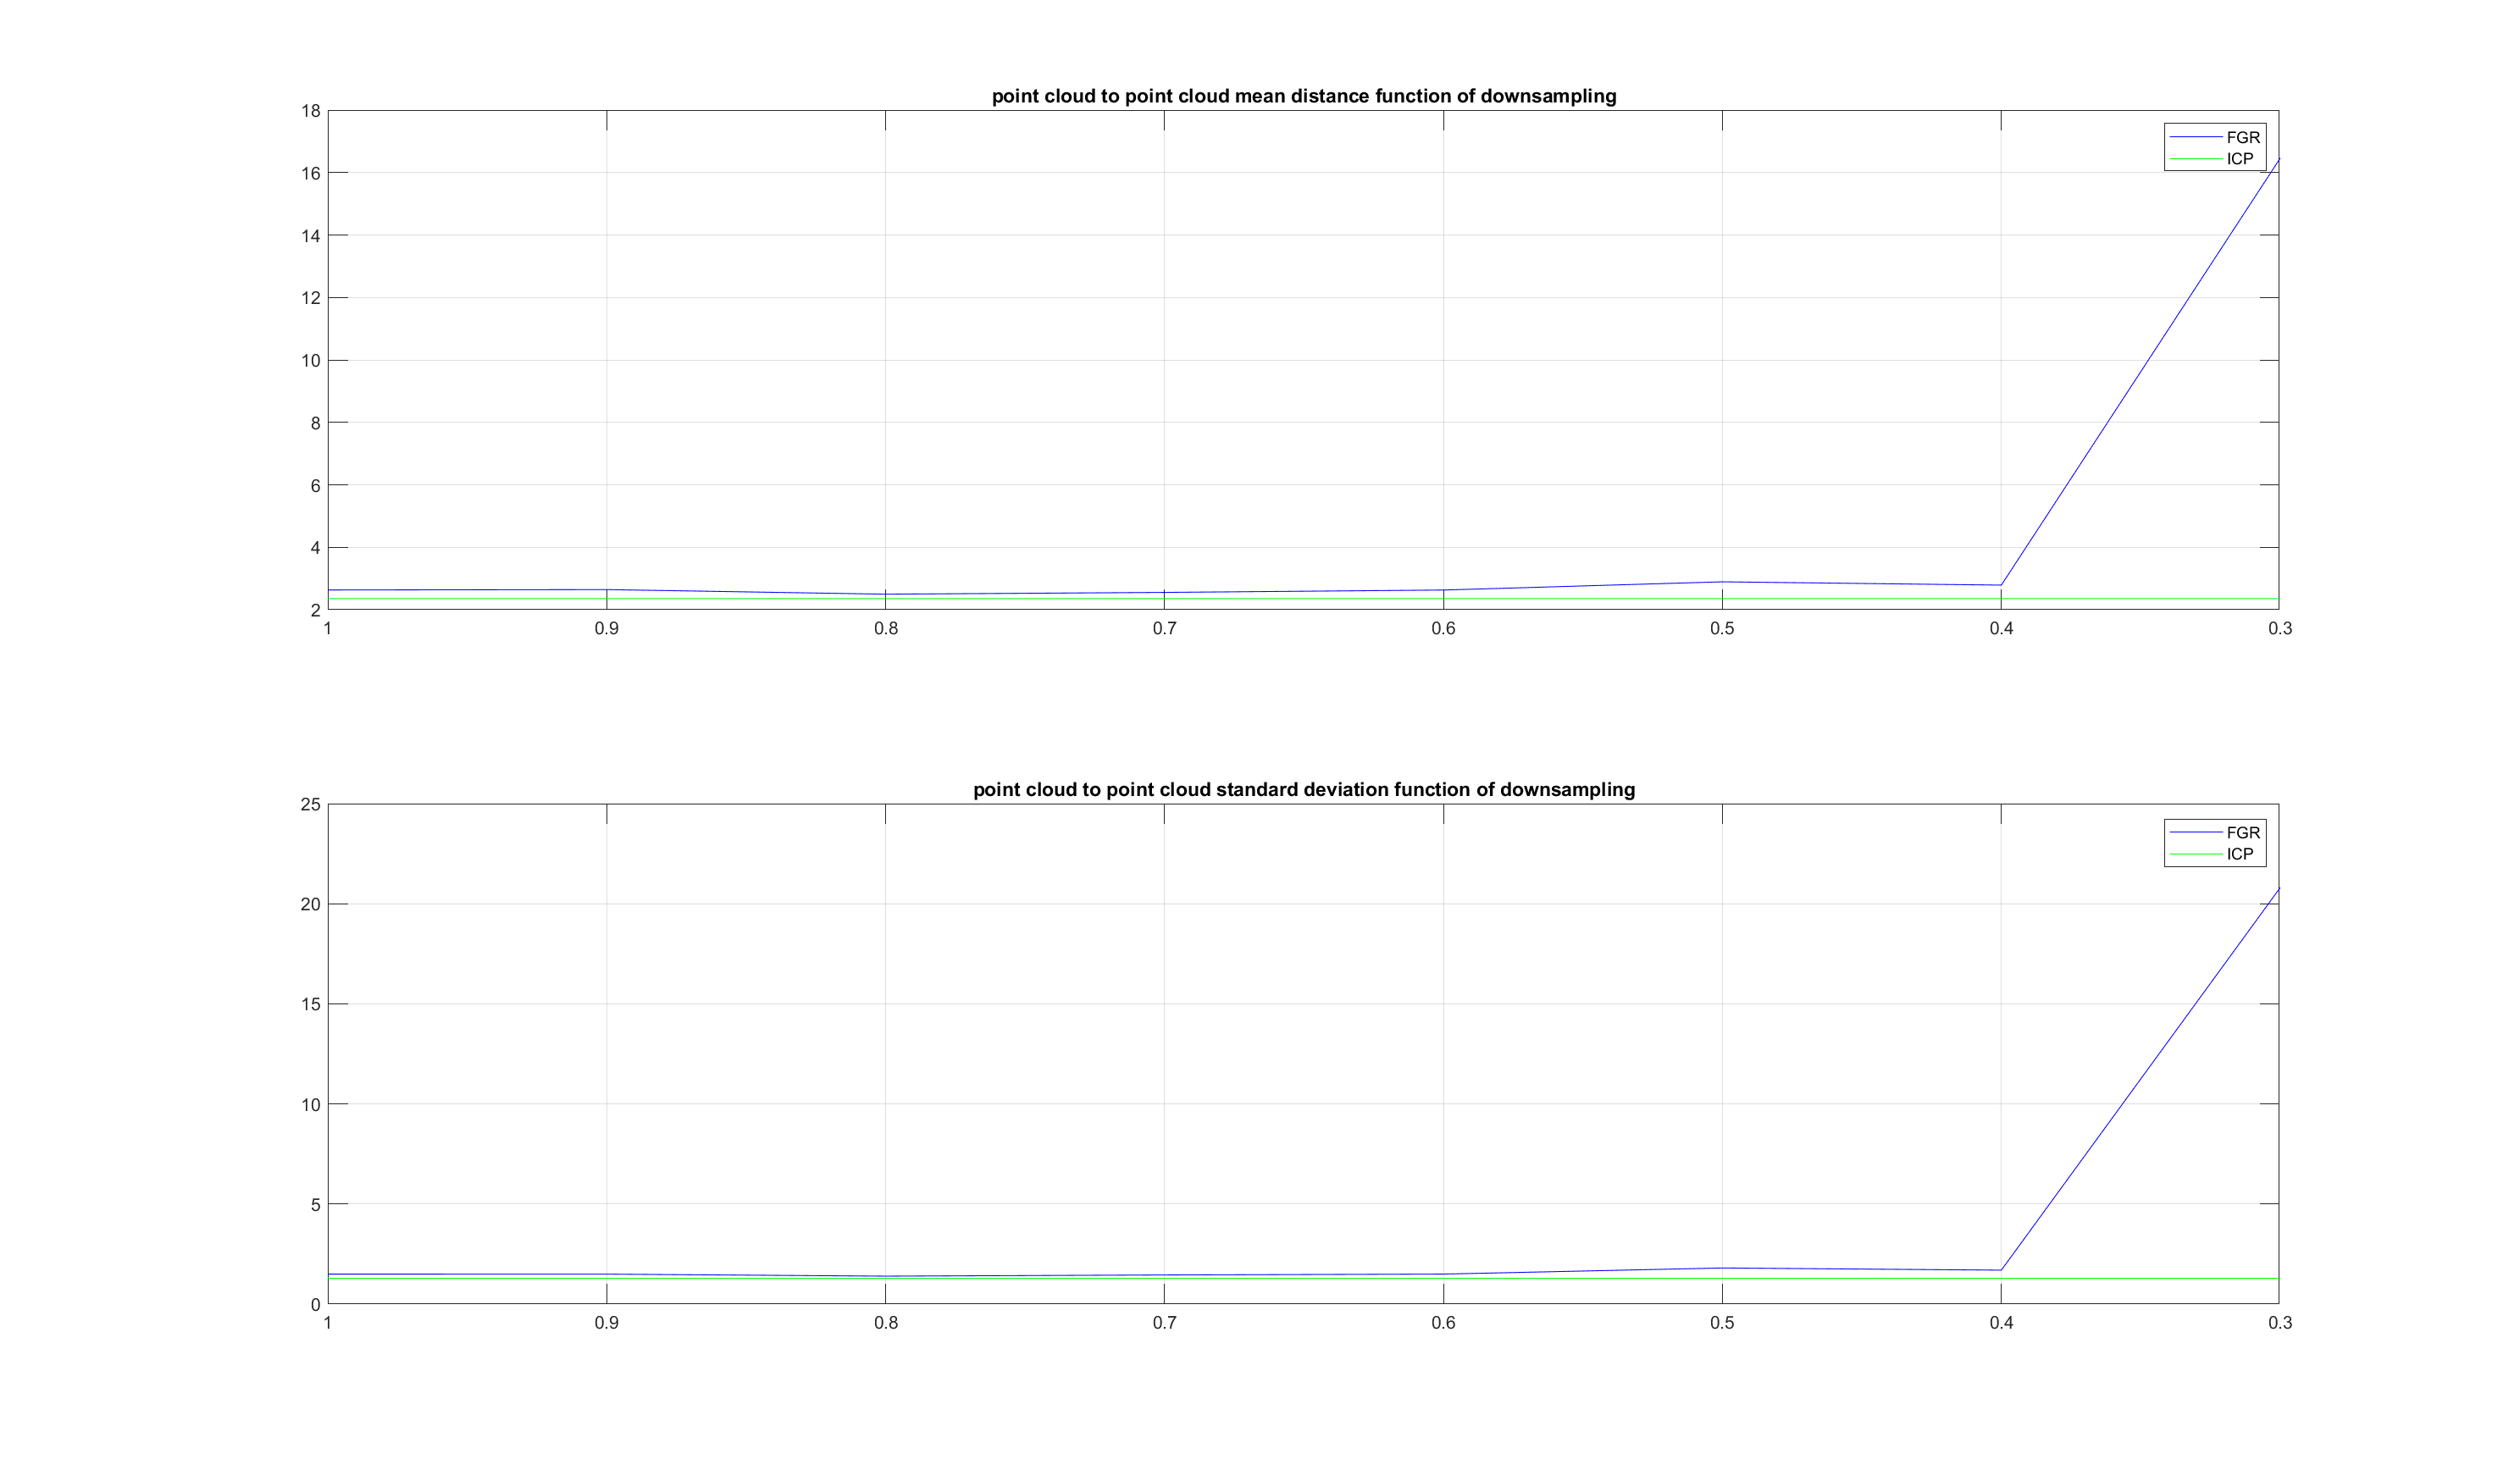 point cloud to point cloud mean distance function of downsampling
18
16
14
12
10
8
6
4
2
FGR
ICP
1 0.9 0.8 0.7 0.6 0.5 0.4 0.3
point cloud to point cloud standard deviation function of downsampling
25
20
15
10
5
0
FGR
ICP
1 0.9 0.8 0.7 0.6 0.5 0.4 0.3